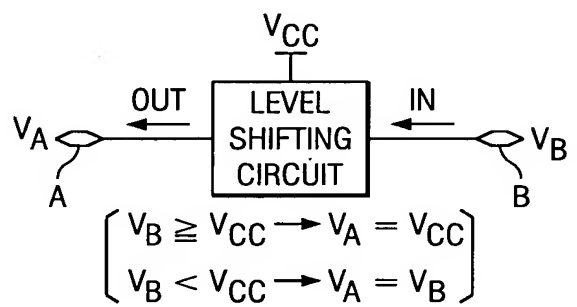 VCC
OUT LEVEL IN
VA SHIFTING VB
CIRCUIT
A B
VB ≧ VCC → VA = VCC
VB < VCC → VA = VB